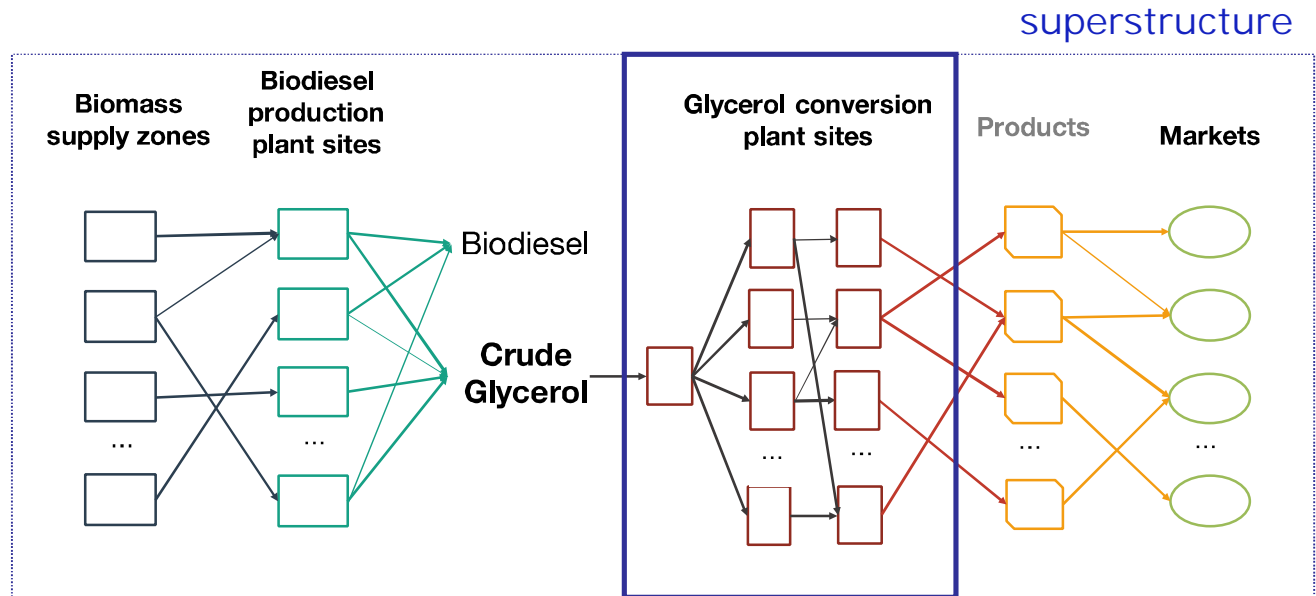 superstructure
Biomass
supply zones
Biodiesel
production
plant sites
Glycerol conversion
plant sites
Products
Markets
Biodiesel
Crude
Glycerol
...
...
...
...
...
...